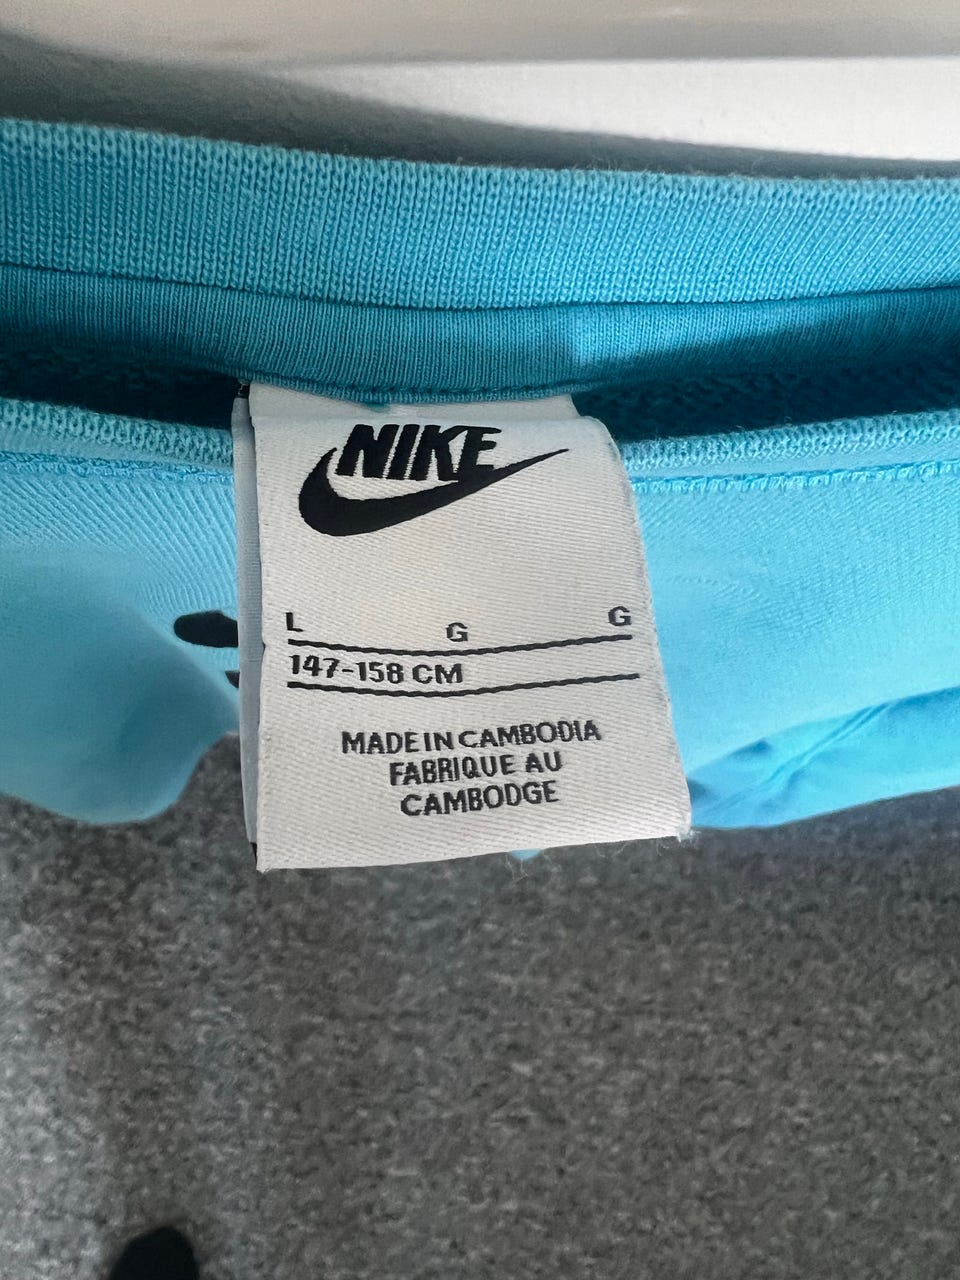 NIKE
L G G
147-158 CM
MADE IN CAMBODIA
FABRIQUE AU
CAMBODGE